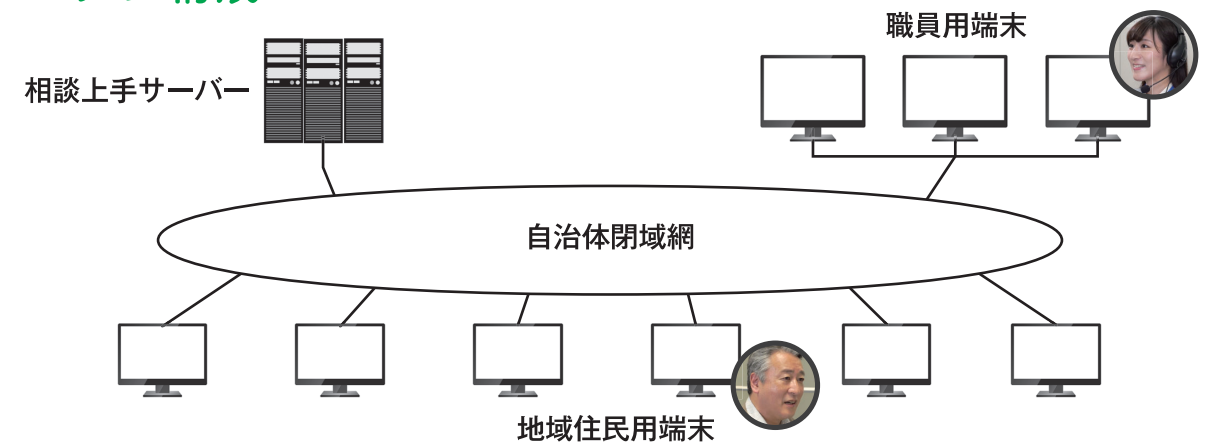 職員用端末
相談上手サーバー
自治体閉域網
地域住民用端末